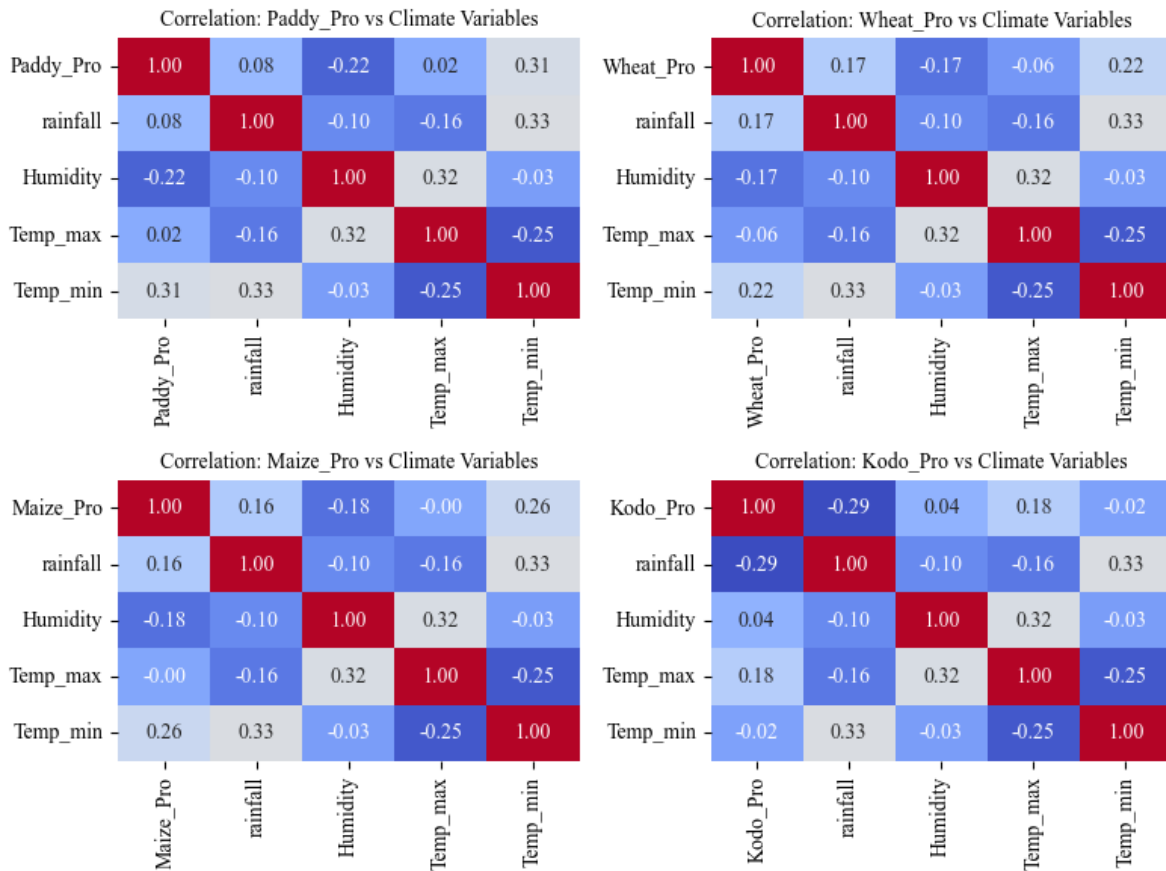 Correlation: Paddy_Pro vs Climate Variables
Paddy_Pro 1.00 0.08 -0.22 0.02 0.31
rainfall 0.08 1.00 -0.10 -0.16 0.33
Humidity -0.22 -0.10 1.00 0.32 -0.03
Temp_max 0.02 -0.16 0.32 1.00 -0.25
Temp_min 0.31 0.33 -0.03 -0.25 1.00
Paddy_Pro rainfall Humidity Temp_max Temp_min
Correlation: Wheat_Pro vs Climate Variables
Wheat_Pro 1.00 0.17 -0.17 -0.06 0.22
rainfall 0.17 1.00 -0.10 -0.16 0.33
Humidity -0.17 -0.10 1.00 0.32 -0.03
Temp_max -0.06 -0.16 0.32 1.00 -0.25
Temp_min 0.22 0.33 -0.03 -0.25 1.00
Wheat_Pro rainfall Humidity Temp_max Temp_min
Correlation: Maize_Pro vs Climate Variables
Maize_Pro 1.00 0.16 -0.18 -0.00 0.26
rainfall 0.16 1.00 -0.10 -0.16 0.33
Humidity -0.18 -0.10 1.00 0.32 -0.03
Temp_max -0.00 -0.16 0.32 1.00 -0.25
Temp_min 0.26 0.33 -0.03 -0.25 1.00
Maize_Pro rainfall Humidity Temp_max Temp_min
Correlation: Kodo_Pro vs Climate Variables
Kodo_Pro 1.00 -0.29 0.04 0.18 -0.02
rainfall -0.29 1.00 -0.10 -0.16 0.33
Humidity 0.04 -0.10 1.00 0.32 -0.03
Temp_max 0.18 -0.16 0.32 1.00 -0.25
Temp_min -0.02 0.33 -0.03 -0.25 1.00
Kodo_Pro rainfall Humidity Temp_max Temp_min